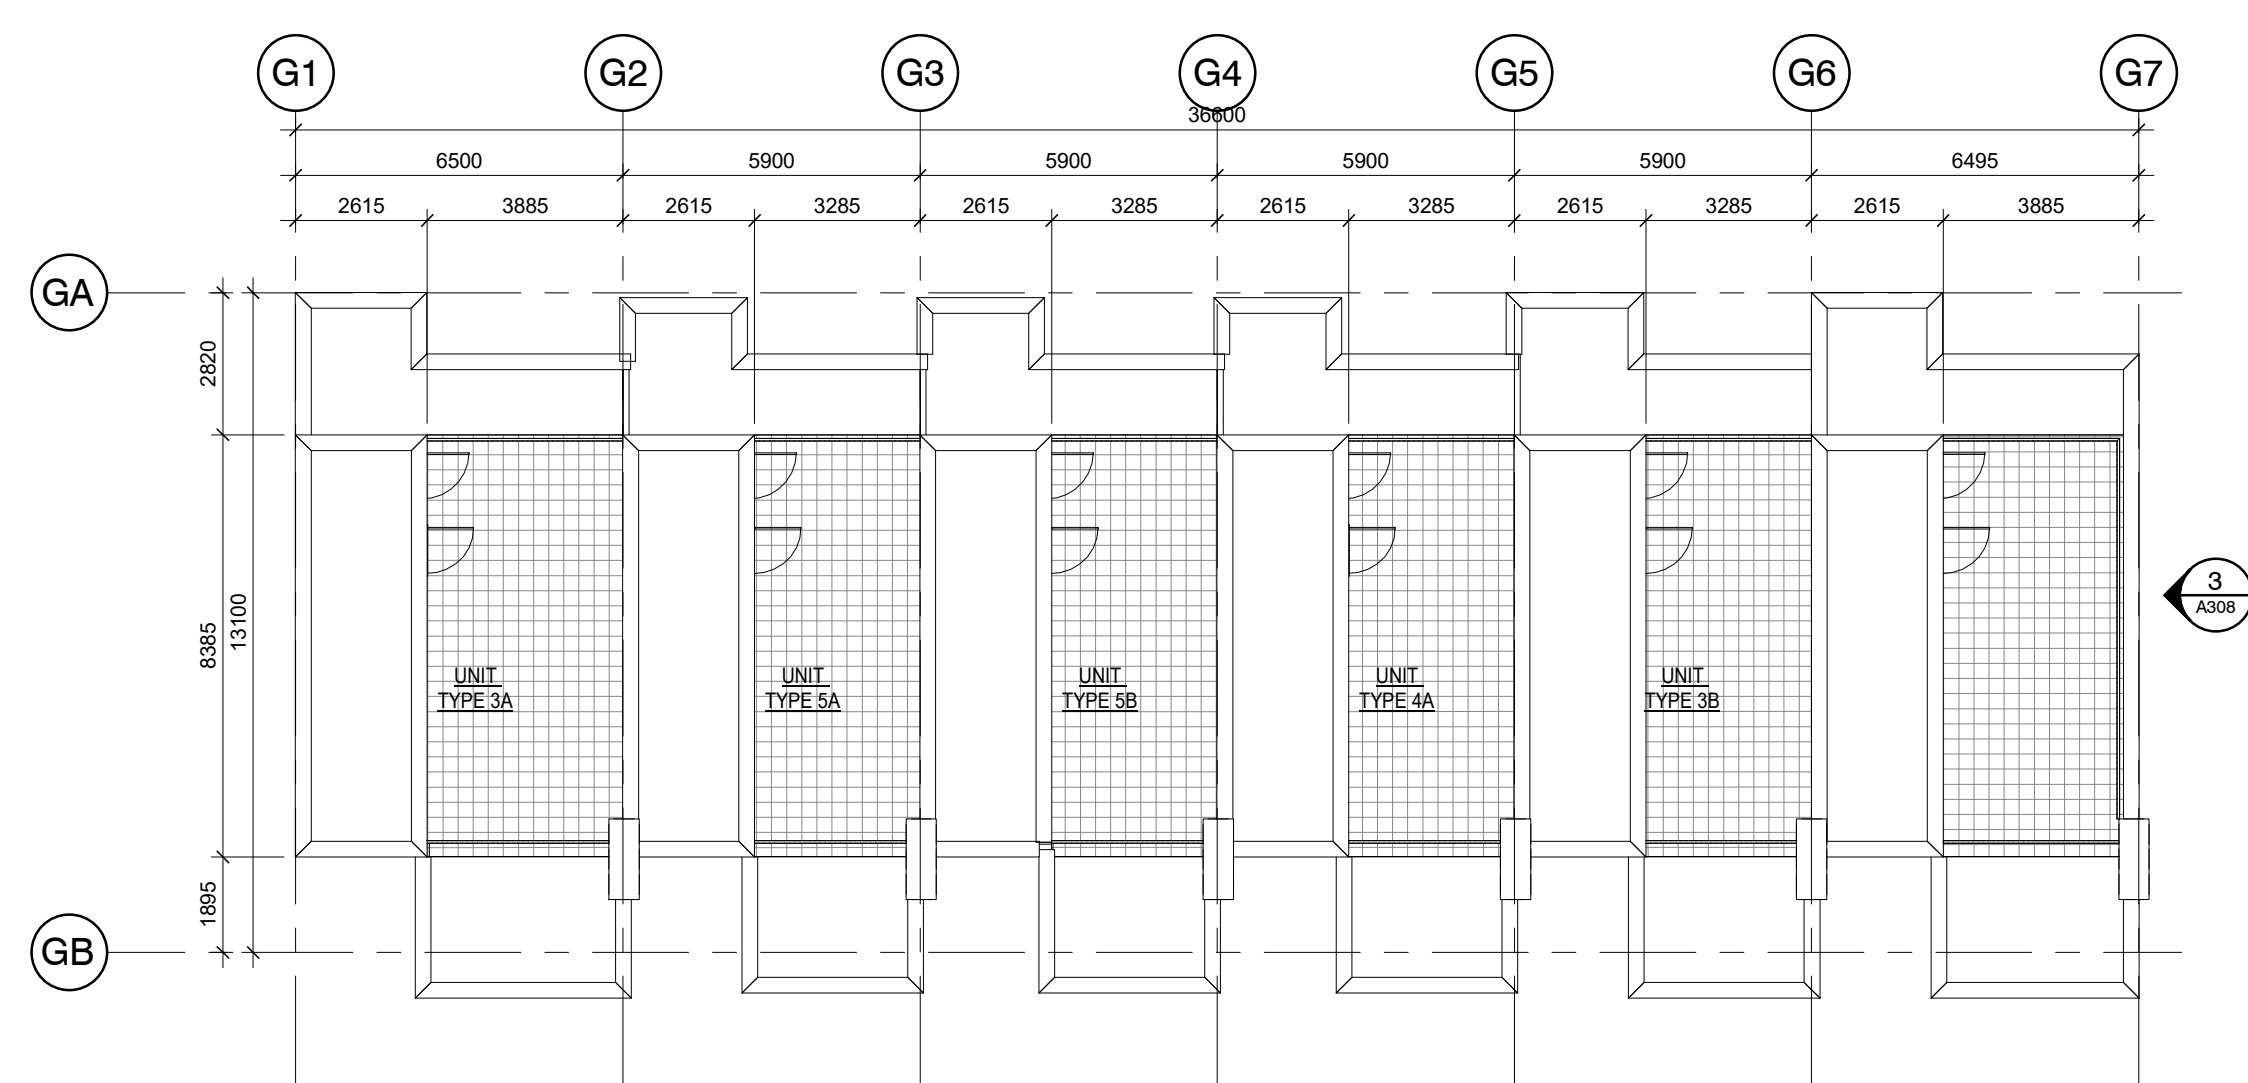 G1 G2 G3 G4 G5 G6 G7
36600
6500 5900 5900 5900 5900 6495
2615 3885 2615 3285 2615 3285 2615 3285 2615 3285 2615 3885
GA
2820
8385
13100
1895
GB
UNIT
TYPE 3A
UNIT
TYPE 5A
UNIT
TYPE 5B
UNIT
TYPE 4A
UNIT
TYPE 3B
3
A308